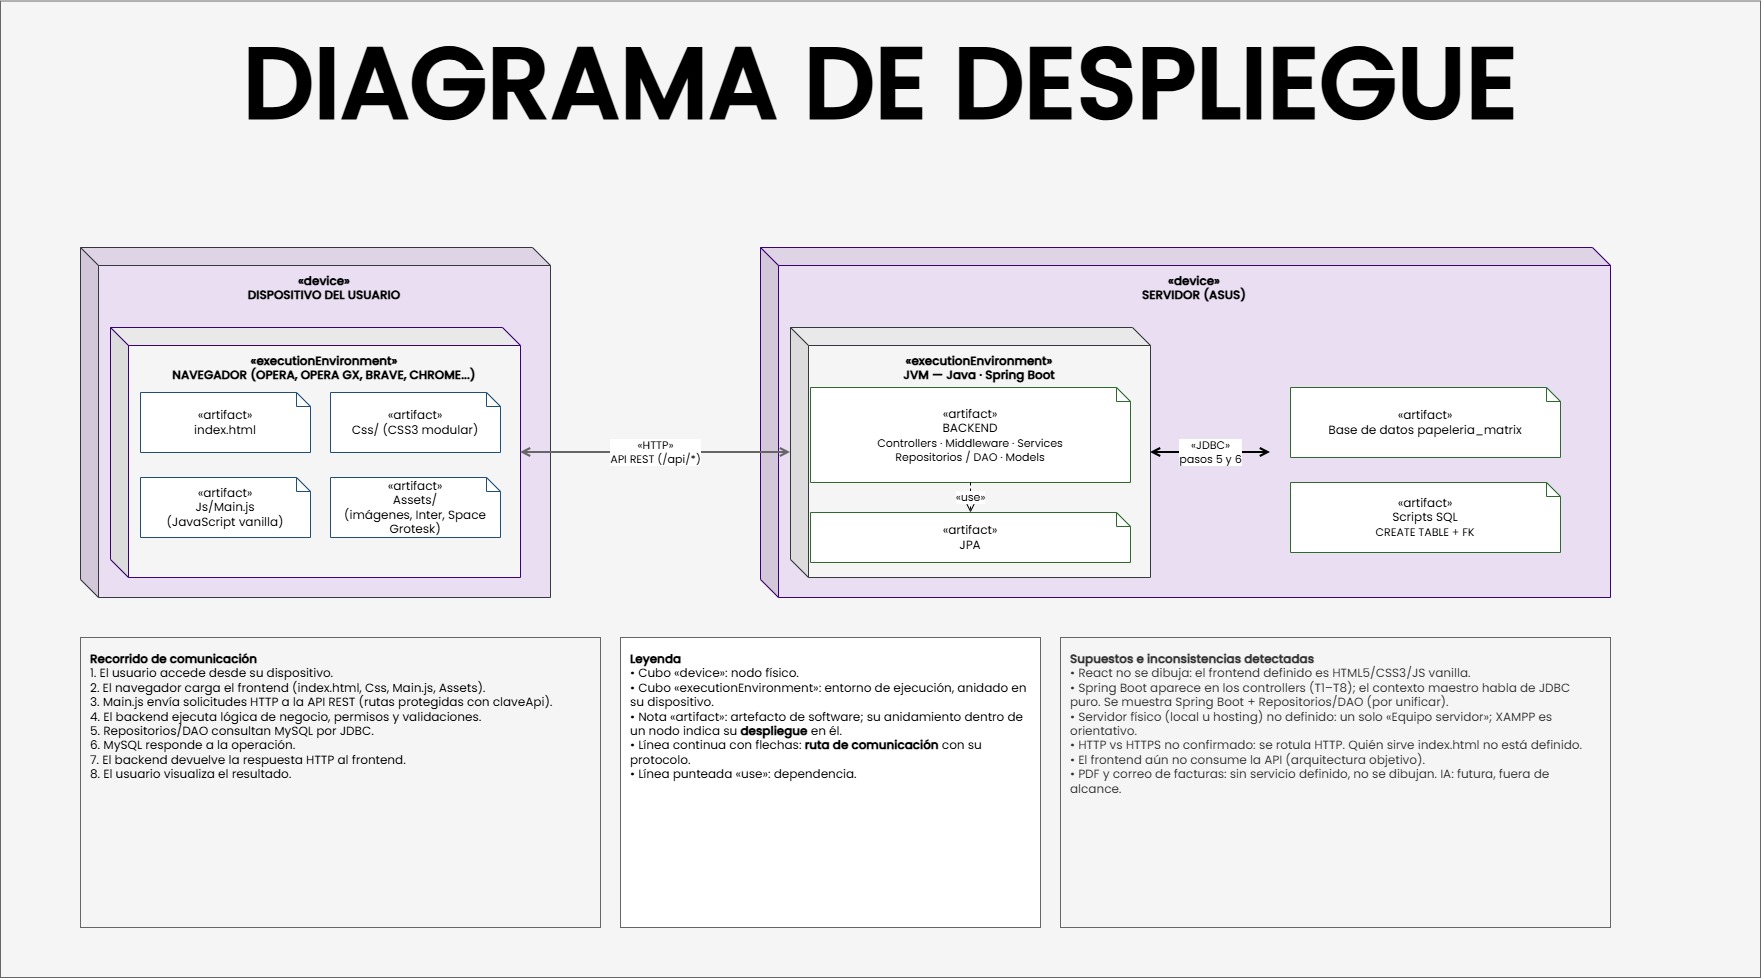 DIAGRAMA DE DESPLIEGUE
«device»
DISPOSITIVO DEL USUARIO
«executionEnvironment»
NAVEGADOR (OPERA, OPERA GX, BRAVE, CHROME...)
«artifact»
index.html
«artifact»
Css/ (CSS3 modular)
«artifact»
Js/Main.js
(JavaScript vanilla)
«artifact»
Assets/
(imágenes, Inter, Space
Grotesk)
«HTTP»
API REST (/api/*)
«device»
SERVIDOR (ASUS)
«executionEnvironment»
JVM — Java · Spring Boot
«artifact»
BACKEND
Controllers · Middleware · Services
Repositorios / DAO · Models
«use»
«artifact»
JPA
«JDBC»
pasos 5 y 6
«artifact»
Base de datos papeleria_matrix
«artifact»
Scripts SQL
CREATE TABLE + FK
Recorrido de comunicación
1. El usuario accede desde su dispositivo.
2. El navegador carga el frontend (index.html, Css, Main.js, Assets).
3. Main.js envía solicitudes HTTP a la API REST (rutas protegidas con claveApi).
4. El backend ejecuta lógica de negocio, permisos y validaciones.
5. Repositorios/DAO consultan MySQL por JDBC.
6. MySQL responde a la operación.
7. El backend devuelve la respuesta HTTP al frontend.
8. El usuario visualiza el resultado.
Leyenda
• Cubo «device»: nodo físico.
• Cubo «executionEnvironment»: entorno de ejecución, anidado en
su dispositivo.
• Nota «artifact»: artefacto de software; su anidamiento dentro de
un nodo indica su despliegue en él.
• Línea continua con flechas: ruta de comunicación con su
protocolo.
• Línea punteada «use»: dependencia.
Supuestos e inconsistencias detectadas
• React no se dibuja: el frontend definido es HTML5/CSS3/JS vanilla.
• Spring Boot aparece en los controllers (T1–T8); el contexto maestro habla de JDBC
puro. Se muestra Spring Boot + Repositorios/DAO (por unificar).
• Servidor físico (local u hosting) no definido: un solo «Equipo servidor»; XAMPP es
orientativo.
• HTTP vs HTTPS no confirmado: se rotula HTTP. Quién sirve index.html no está definido.
• El frontend aún no consume la API (arquitectura objetivo).
• PDF y correo de facturas: sin servicio definido, no se dibujan. IA: futura, fuera de
alcance.